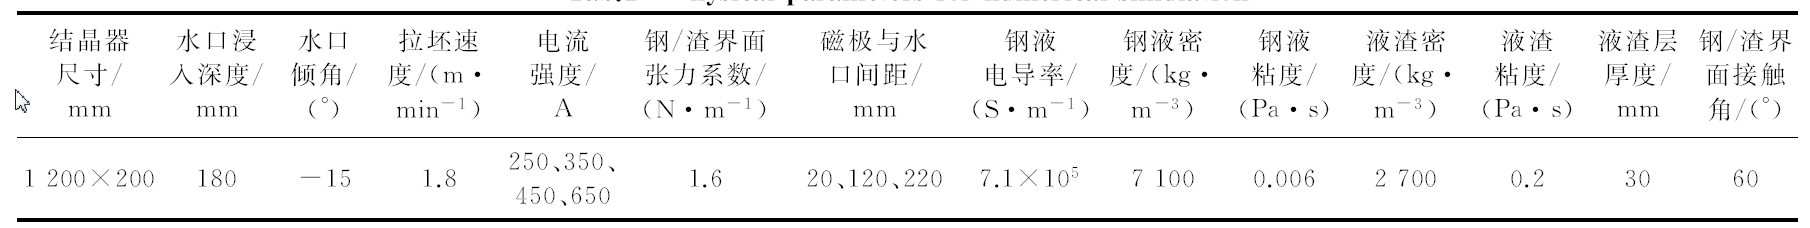 结晶器 水口浸 水口 拉坯速 电流 钢/渣界面 磁极与水 钢液 钢液密 钢液 液渣密 液渣 液渣层 钢/渣界
尺寸/ 入深度/ 倾角/ 度/(m· 强度/ 张力系数/ 口间距/ 电导率/ 度/(kg· 粘度/ 度/(kg· 粘度/ 厚度/ 面接触
mm mm (°) min⁻¹) A (N·m⁻¹) mm (S·m⁻¹) m⁻³) (Pa·s) m⁻³) (Pa·s) mm 角/(°)
1 200×200 180 −15 1.8 250、350、450、650 1.6 20、120、220 7.1×10⁵ 7 100 0.006 2 700 0.2 30 60